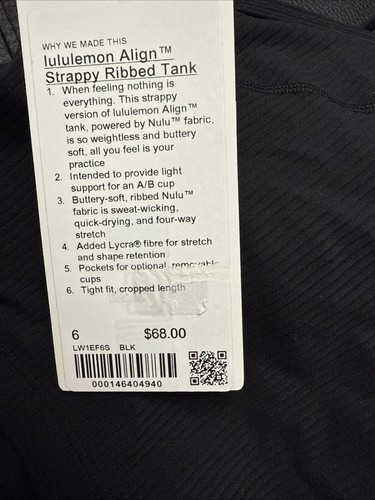 WHY WE MADE THIS
lululemon Align™
Strappy Ribbed Tank
1. When feeling nothing is
everything. This strappy
version of lululemon Align™
tank, powered by Nulu™ fabric,
is so weightless and buttery
soft, all you feel is your
practice
2. Intended to provide light
support for an A/B cup
3. Buttery-soft, ribbed Nulu™
fabric is sweat-wicking,
quick-drying, and four-way
stretch
4. Added Lycra® fibre for stretch
and shape retention
5. Pockets for optional removable
cups
6. Tight fit, cropped length
6 $68.00
LW1EF6S BLK
000146404940